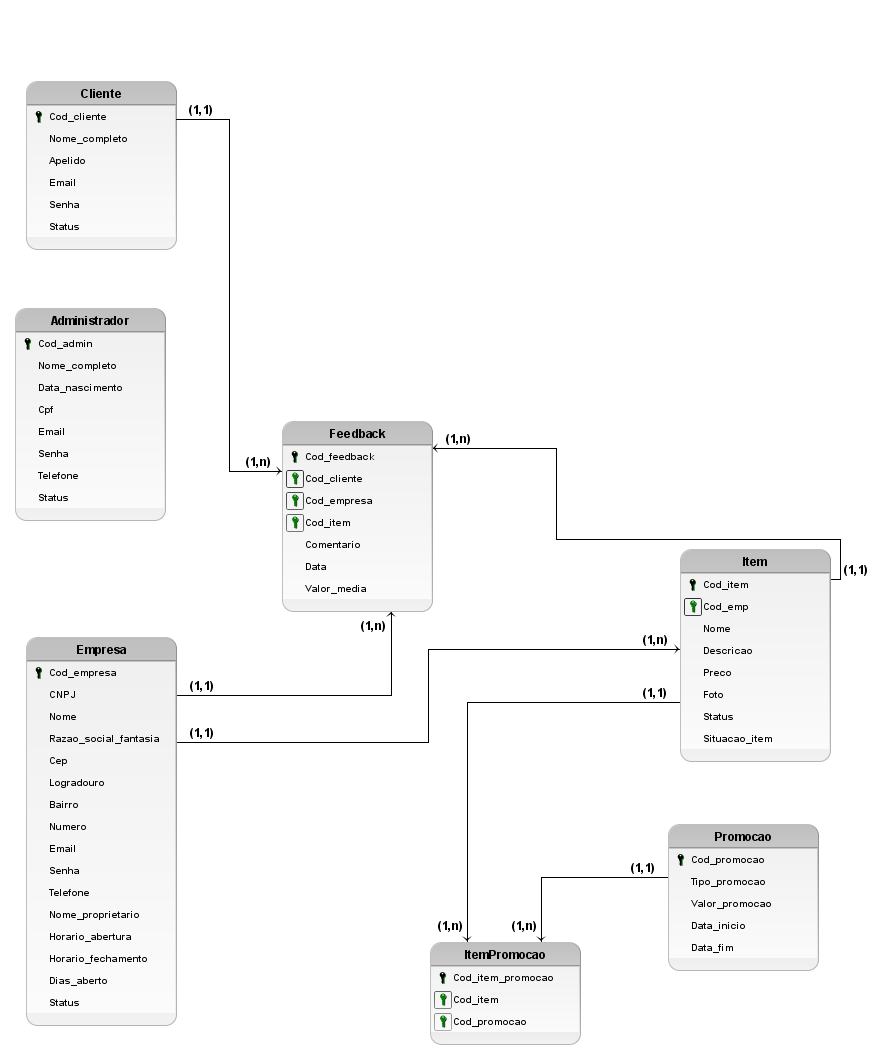 Cliente
Cod_cliente
Nome_completo
Apelido
Email
Senha
Status
(1,1)
Administrador
Cod_admin
Nome_completo
Data_nascimento
Cpf
Email
Senha
Telefone
Status
(1,n)
Feedback
Cod_feedback
Cod_cliente
Cod_empresa
Cod_item
Comentario
Data
Valor_media
(1,n)
(1,n)
Item
Cod_item
Cod_emp
Nome
Descricao
Preco
Foto
Status
Situacao_item
(1,1)
(1,n)
(1,1)
Empresa
Cod_empresa
CNPJ
Nome
Razao_social_fantasia
Cep
Logradouro
Bairro
Numero
Email
Senha
Telefone
Nome_proprietario
Horario_abertura
Horario_fechamento
Dias_aberto
Status
(1,1)
(1,1)
Promocao
Cod_promocao
Tipo_promocao
Valor_promocao
Data_inicio
Data_fim
(1,1)
(1,n)
(1,n)
ItemPromocao
Cod_item_promocao
Cod_item
Cod_promocao